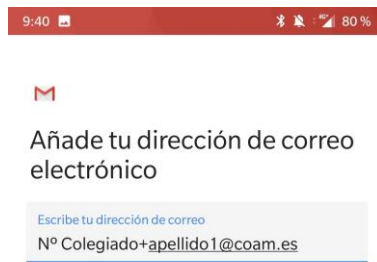 9:40 80 %
Añade tu dirección de correo
electrónico
Escribe tu dirección de correo
Nº Colegiado+apellido1@coam.es